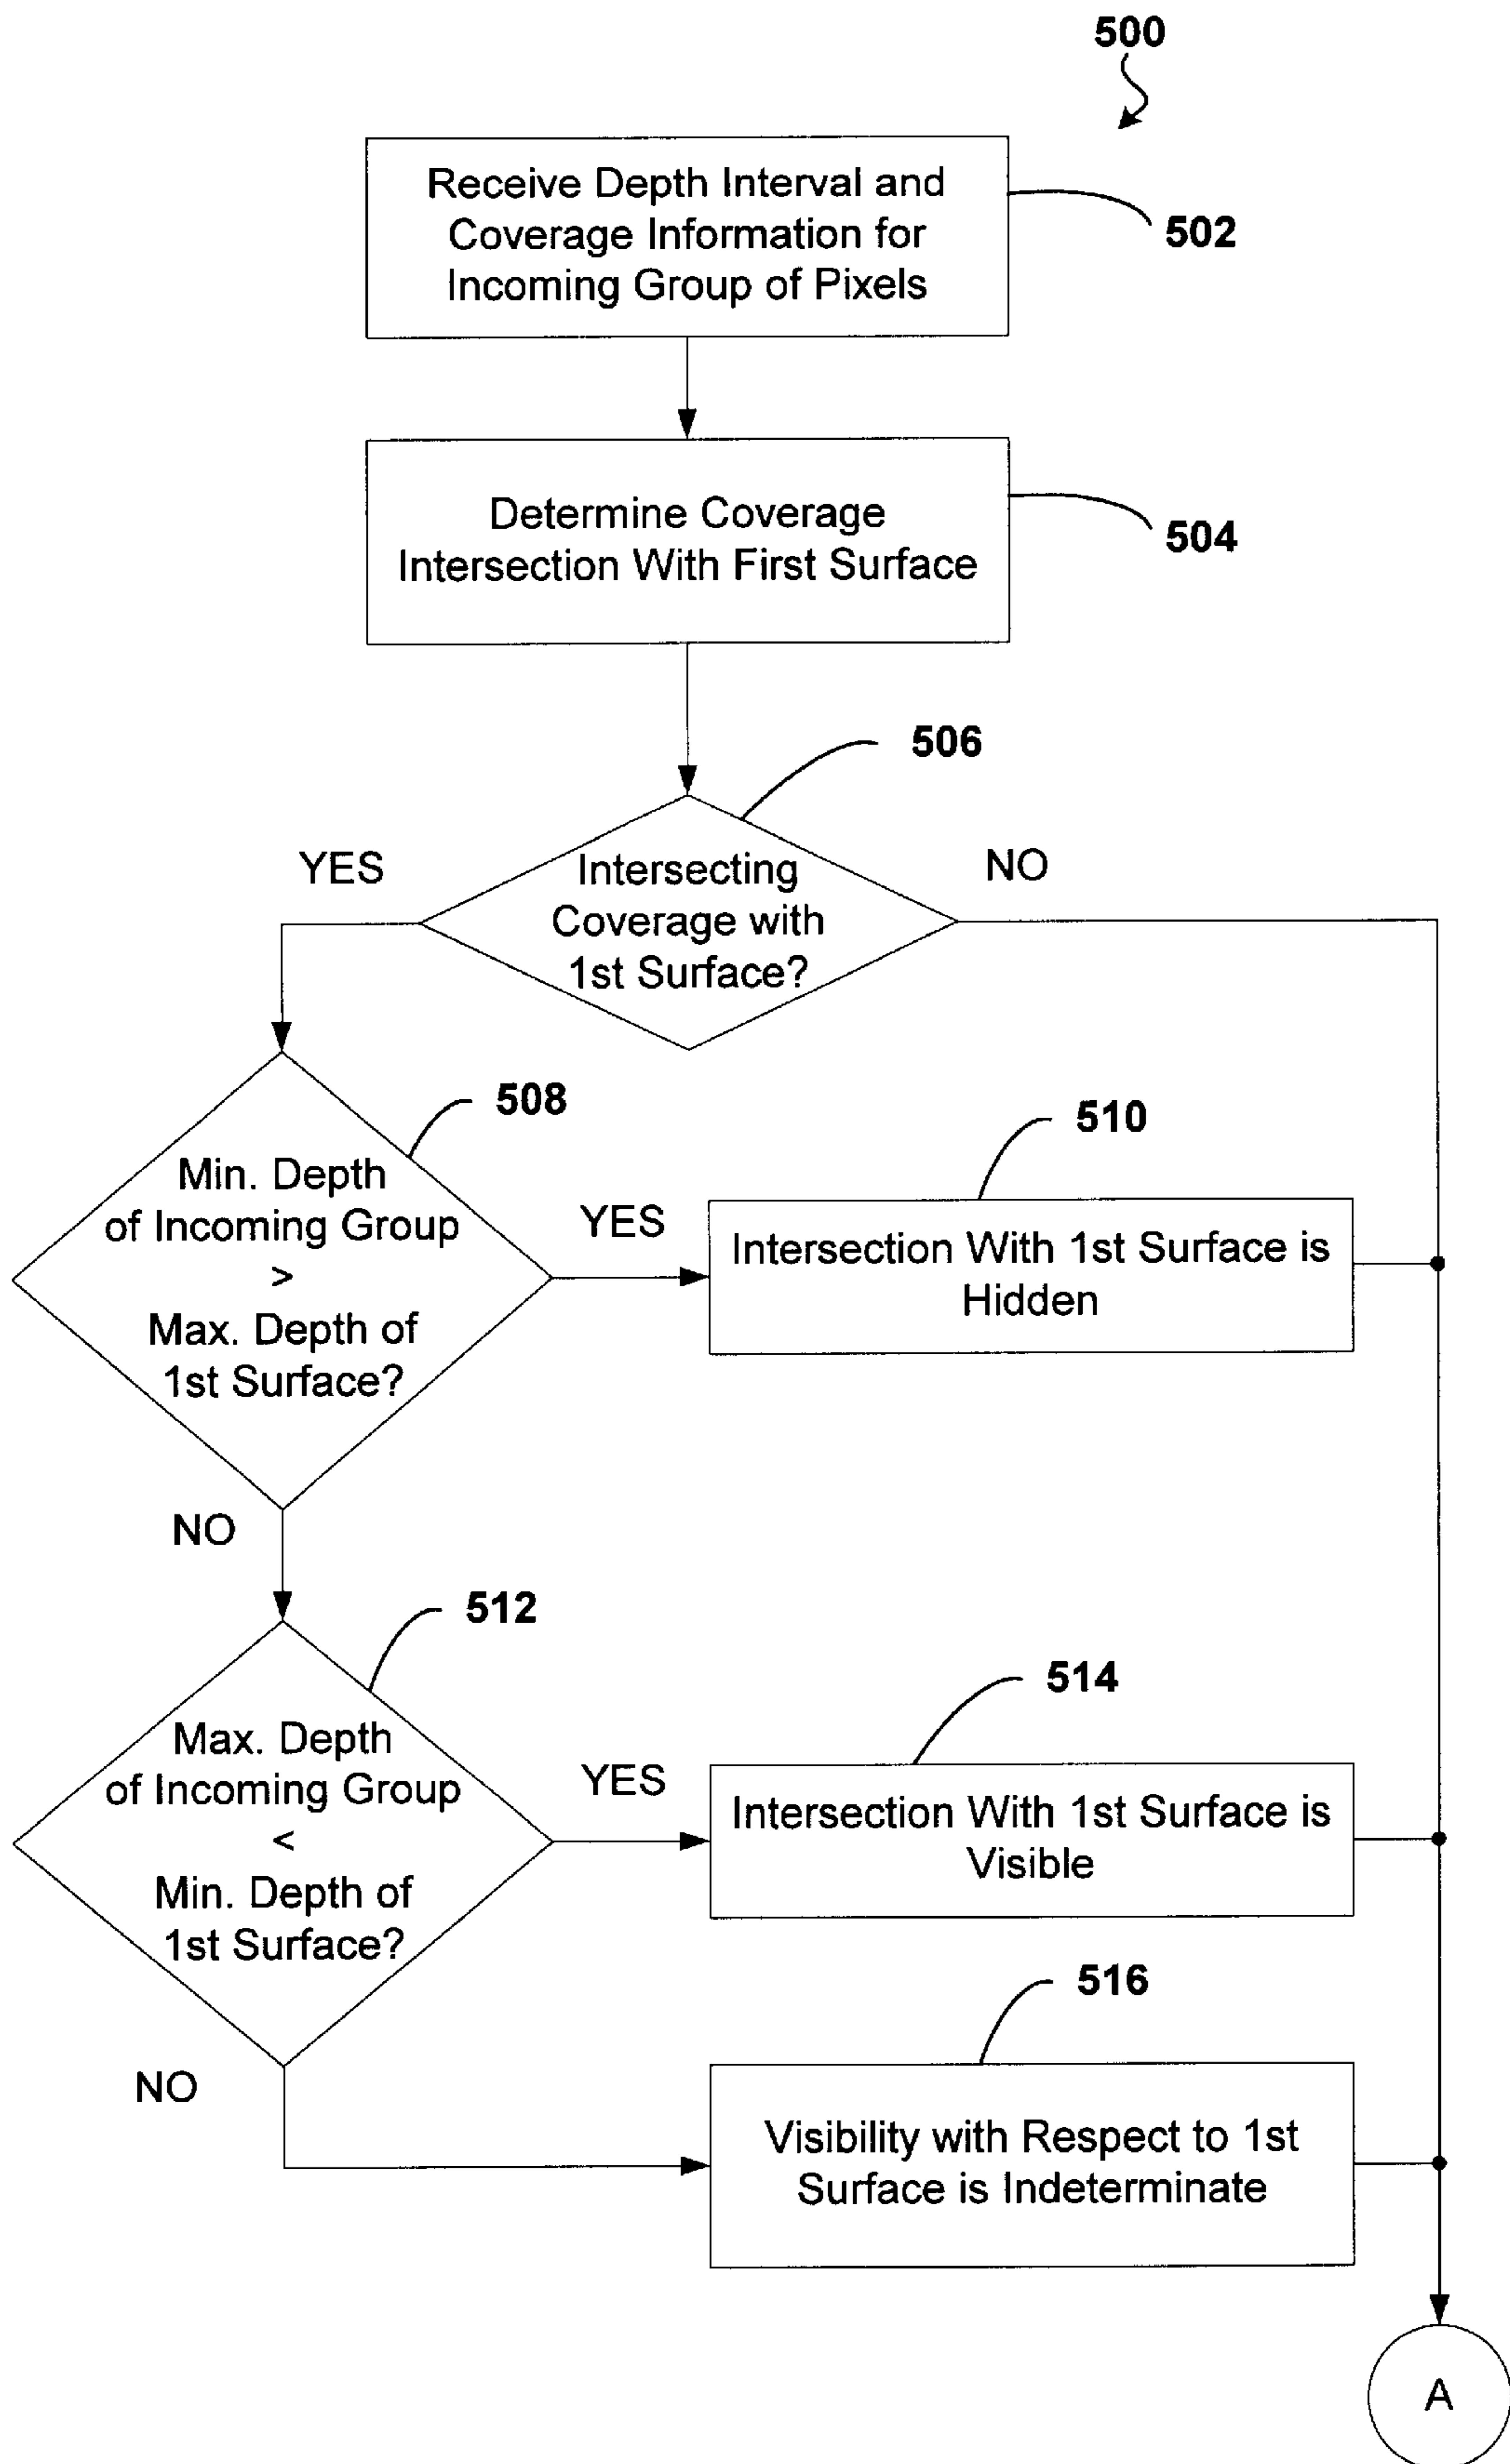 500
Receive Depth Interval and
Coverage Information for
Incoming Group of Pixels
502
Determine Coverage
Intersection With First Surface
504
506
YES
Intersecting
Coverage with
1st Surface?
NO
508
Min. Depth
of Incoming Group
>
Max. Depth of
1st Surface?
YES
510
Intersection With 1st Surface is
Hidden
NO
512
Max. Depth
of Incoming Group
<
Min. Depth of
1st Surface?
YES
514
Intersection With 1st Surface is
Visible
NO
516
Visibility with Respect to 1st
Surface is Indeterminate
A